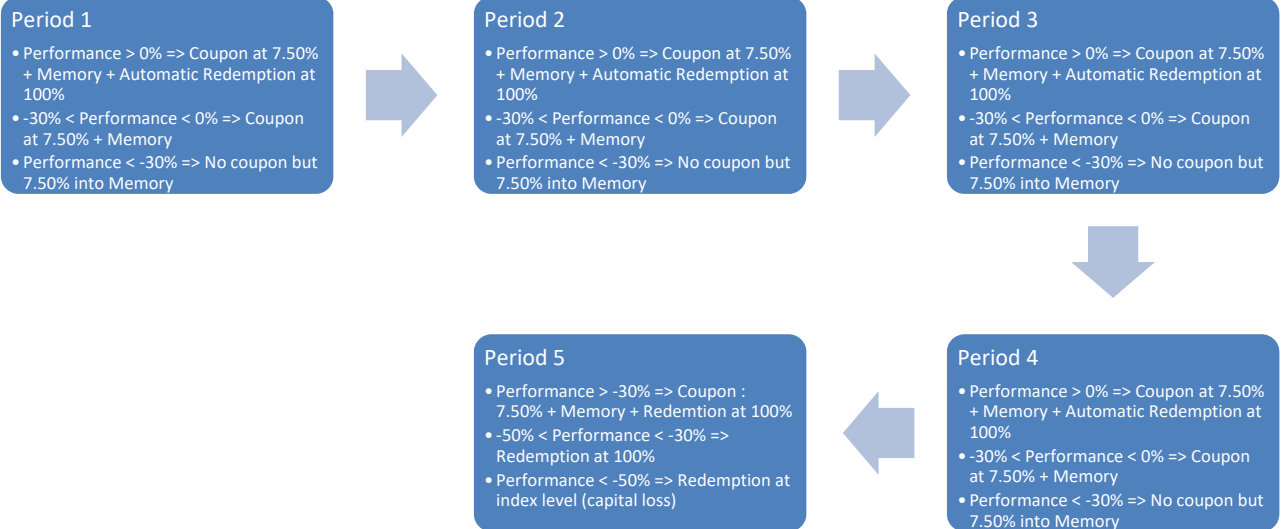 Period 1
• Performance > 0% => Coupon at 7.50%
+ Memory + Automatic Redemption at
100%
• -30% < Performance < 0% => Coupon
at 7.50% + Memory
• Performance < -30% => No coupon but
7.50% into Memory
Period 2
• Performance > 0% => Coupon at 7.50%
+ Memory + Automatic Redemption at
100%
• -30% < Performance < 0% => Coupon
at 7.50% + Memory
• Performance < -30% => No coupon but
7.50% into Memory
Period 3
• Performance > 0% => Coupon at 7.50%
+ Memory + Automatic Redemption at
100%
• -30% < Performance < 0% => Coupon
at 7.50% + Memory
• Performance < -30% => No coupon but
7.50% into Memory
Period 4
• Performance > 0% => Coupon at 7.50%
+ Memory + Automatic Redemption at
100%
• -30% < Performance < 0% => Coupon
at 7.50% + Memory
• Performance < -30% => No coupon but
7.50% into Memory
Period 5
• Performance > -30% => Coupon :
7.50% + Memory + Redemtion at 100%
• -50% < Performance < -30% =>
Redemption at 100%
• Performance < -50% => Redemption at
index level (capital loss)